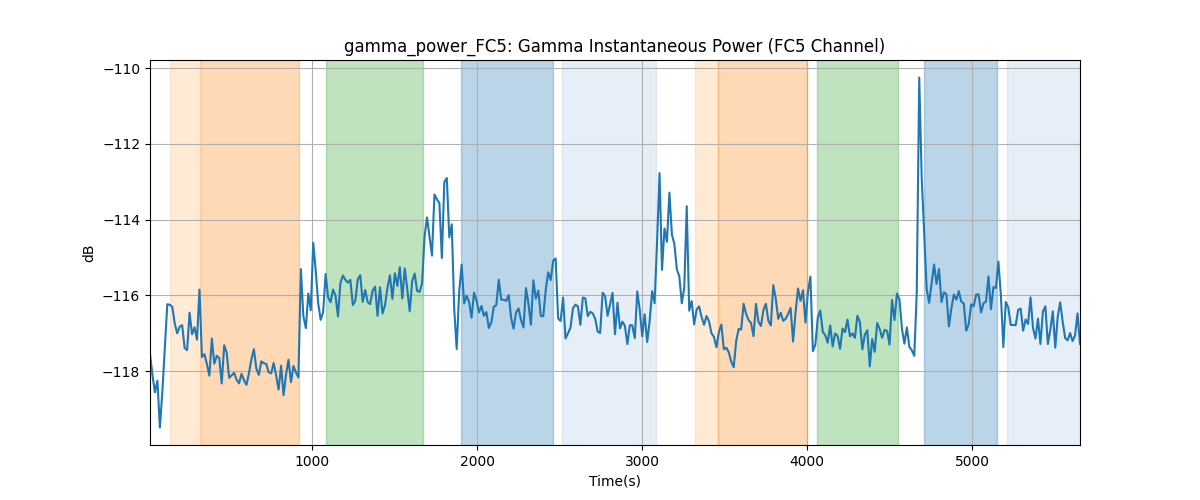 gamma_power_FC5: Gamma Instantaneous Power (FC5 Channel)
−110
−112
−114
−116
−118
dB
1000 2000 3000 4000 5000
Time(s)